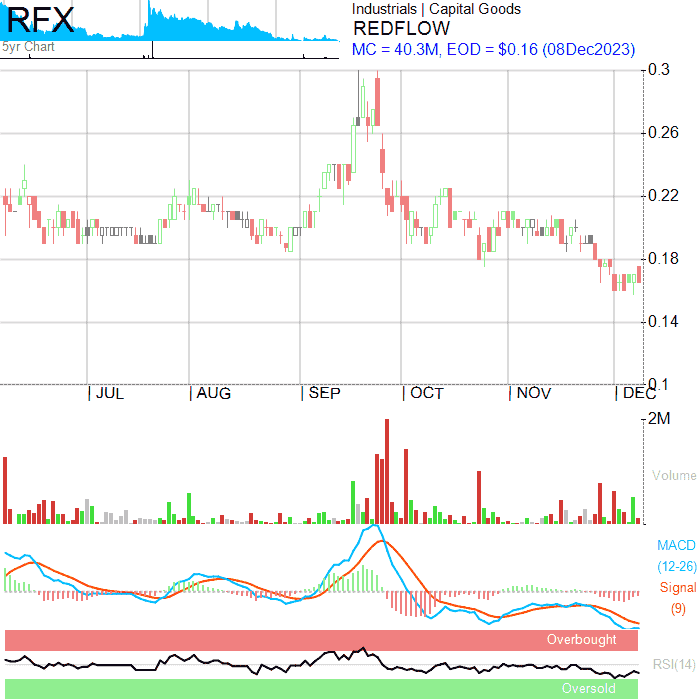 RFX
5yr Chart
Industrials | Capital Goods
REDFLOW
MC = 40.3M, EOD = $0.16 (08Dec2023)
0.3
0.26
0.22
0.18
0.14
0.1
JUL AUG SEP OCT NOV DEC
2M
Volume
MACD
(12-26)
Signal
(9)
Overbought
RSI(14)
Oversold